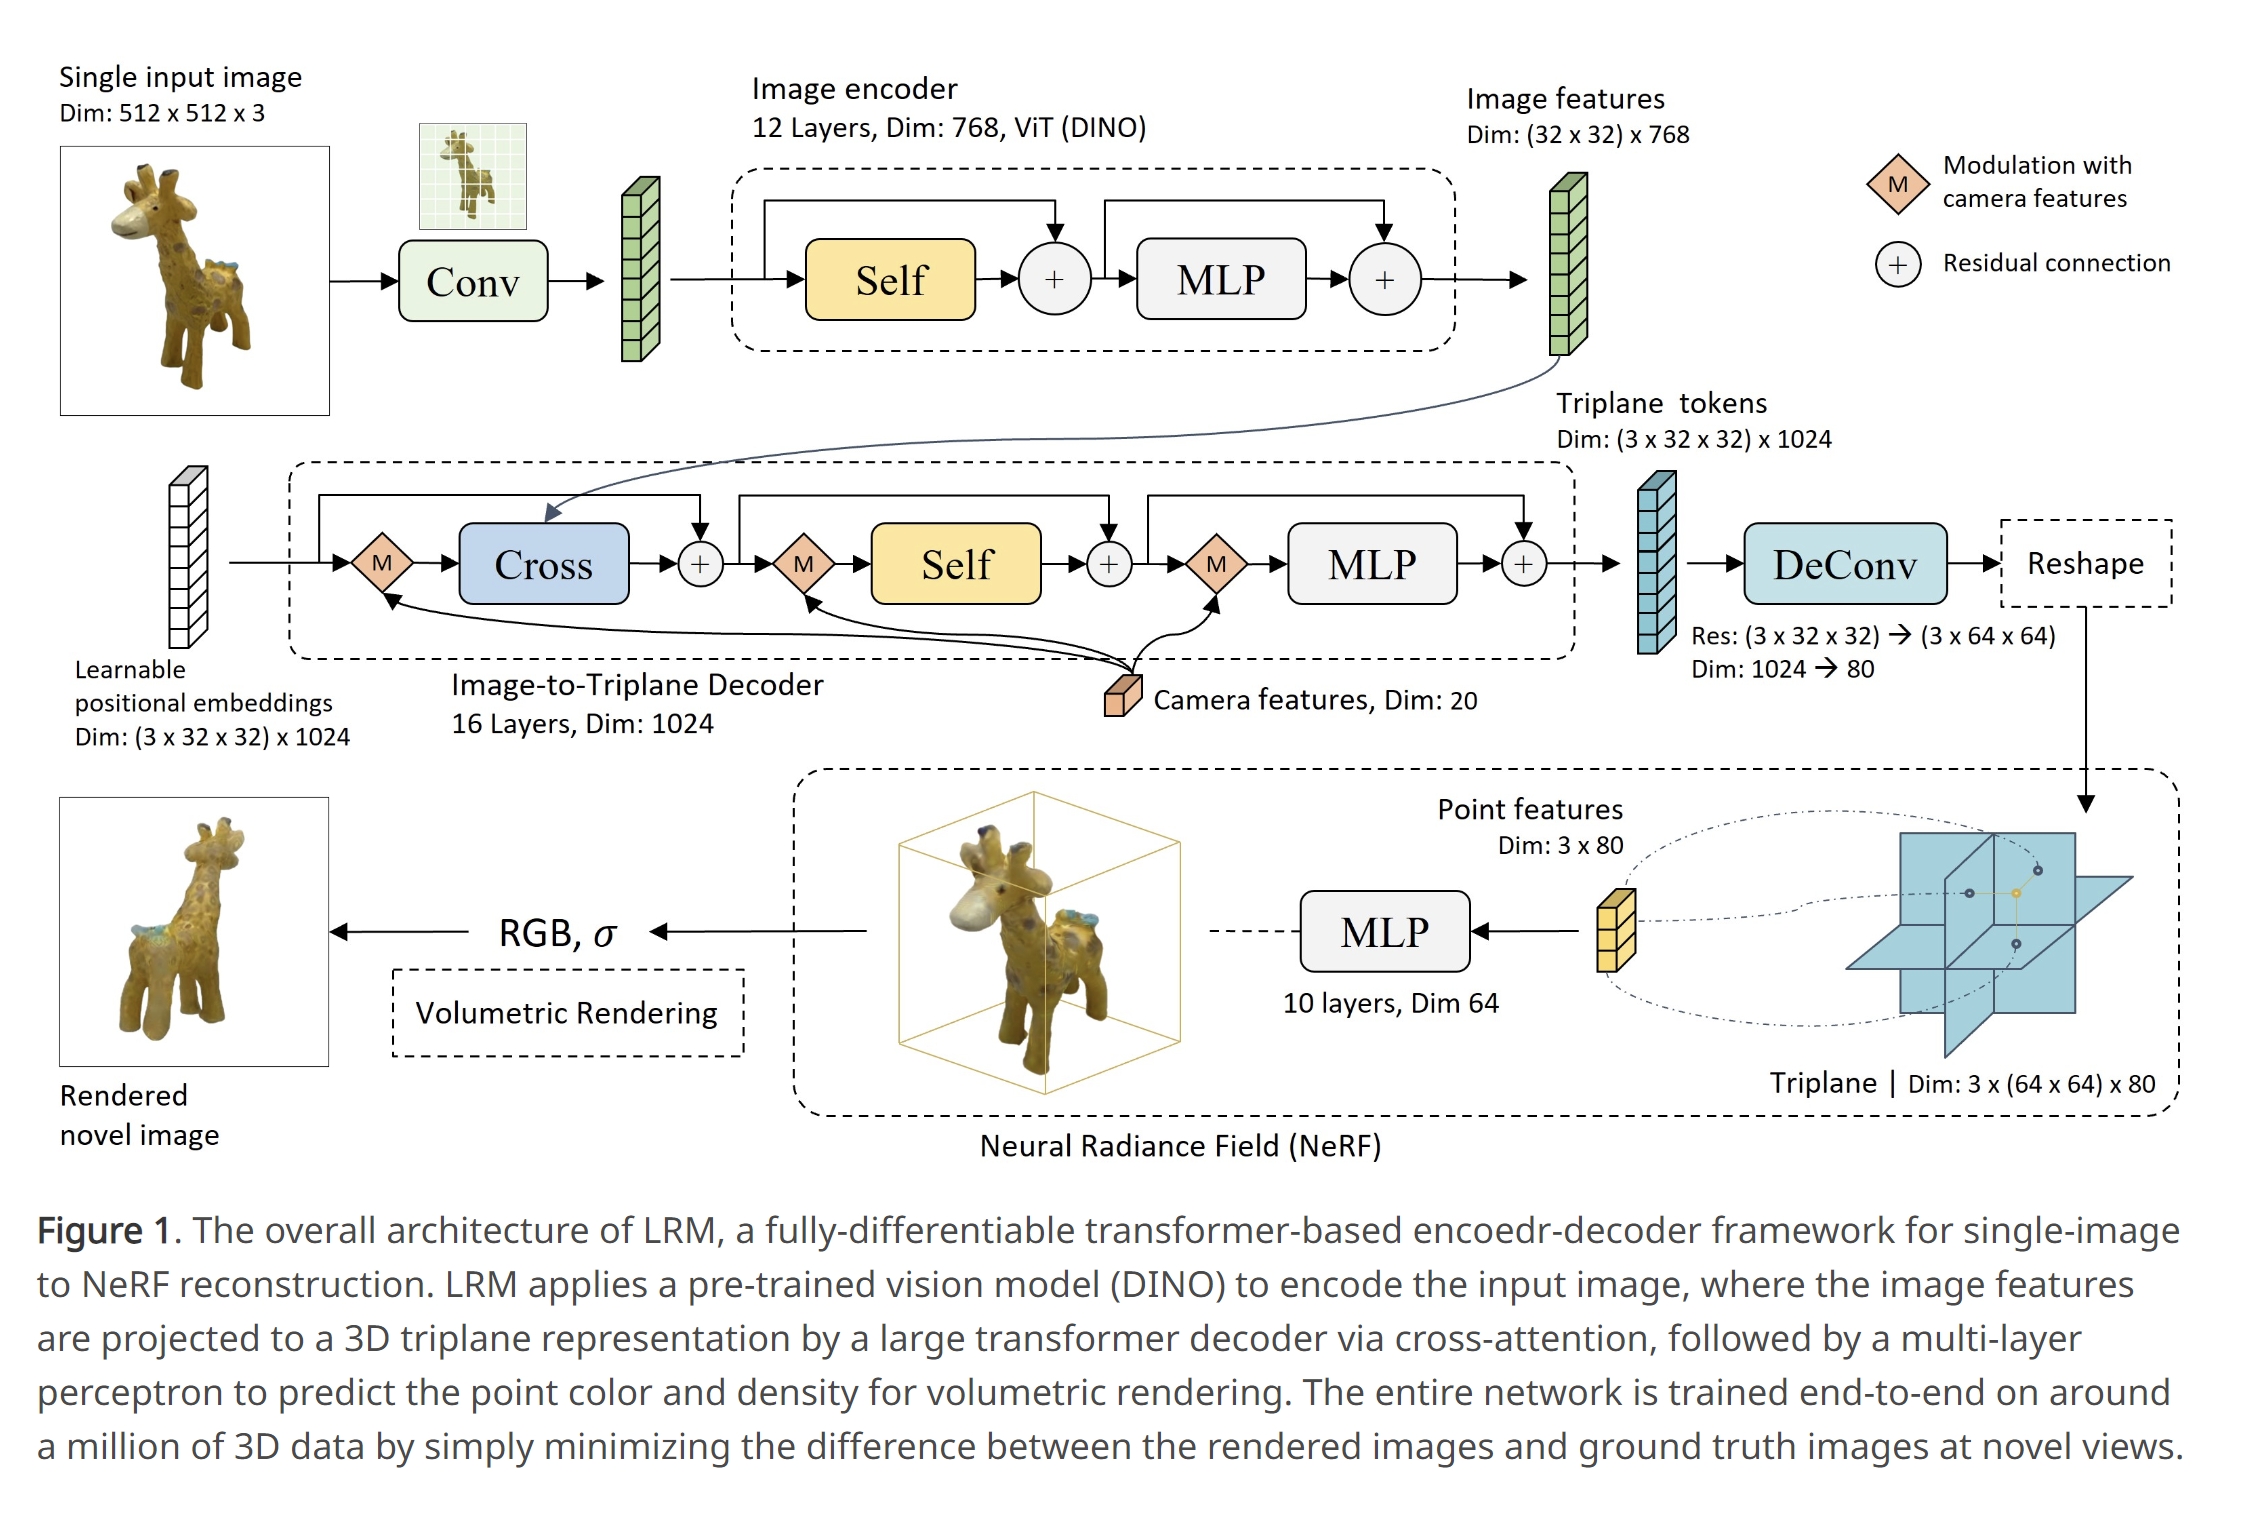 Single input image
Dim: 512 x 512 x 3
Conv
Image encoder
12 Layers, Dim: 768, ViT (DINO)
Self
+
MLP
+
Image features
Dim: (32 x 32) x 768
M
Modulation with
camera features
+
Residual connection
Learnable
positional embeddings
Dim: (3 x 32 x 32) x 1024
M
Cross
+
M
Self
+
M
MLP
+
Image-to-Triplane Decoder
16 Layers, Dim: 1024
Camera features, Dim: 20
Triplane tokens
Dim: (3 x 32 x 32) x 1024
DeConv
Res: (3 x 32 x 32) → (3 x 64 x 64)
Dim: 1024 → 80
Reshape
Rendered
novel image
RGB, σ
Volumetric Rendering
MLP
10 layers, Dim 64
Point features
Dim: 3 x 80
Triplane | Dim: 3 x (64 x 64) x 80
Neural Radiance Field (NeRF)
Figure 1. The overall architecture of LRM, a fully-differentiable transformer-based encoedr-decoder framework for single-image
to NeRF reconstruction. LRM applies a pre-trained vision model (DINO) to encode the input image, where the image features
are projected to a 3D triplane representation by a large transformer decoder via cross-attention, followed by a multi-layer
perceptron to predict the point color and density for volumetric rendering. The entire network is trained end-to-end on around
a million of 3D data by simply minimizing the difference between the rendered images and ground truth images at novel views.